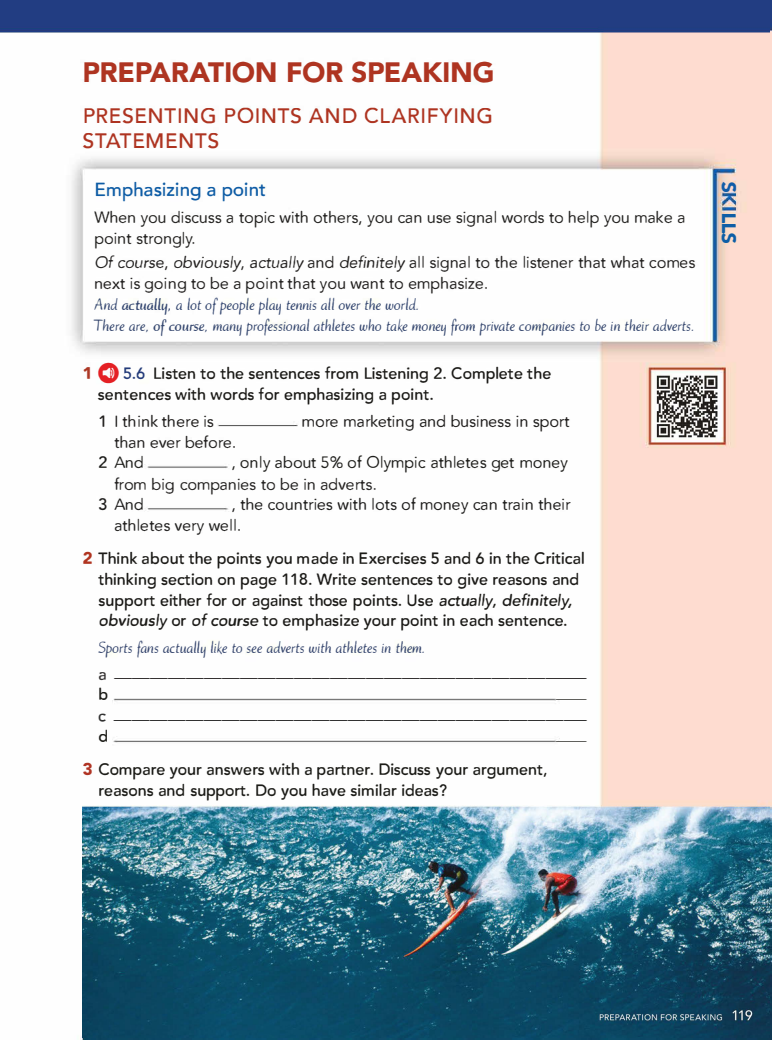 PREPARATION FOR SPEAKING
PRESENTING POINTS AND CLARIFYING
STATEMENTS
SKILLS
Emphasizing a point
When you discuss a topic with others, you can use signal words to help you make a
point strongly.
Of course, obviously, actually and definitely all signal to the listener that what comes
next is going to be a point that you want to emphasize.
And actually, a lot of people play tennis all over the world.
There are, of course, many professional athletes who take money from private companies to be in their adverts.
1 5.6 Listen to the sentences from Listening 2. Complete the
sentences with words for emphasizing a point.
1 I think there is __________ more marketing and business in sport
than ever before.
2 And __________ , only about 5% of Olympic athletes get money
from big companies to be in adverts.
3 And __________ , the countries with lots of money can train their
athletes very well.
2 Think about the points you made in Exercises 5 and 6 in the Critical
thinking section on page 118. Write sentences to give reasons and
support either for or against those points. Use actually, definitely,
obviously or of course to emphasize your point in each sentence.
Sports fans actually like to see adverts with athletes in them.
a
b
c
d
3 Compare your answers with a partner. Discuss your argument,
reasons and support. Do you have similar ideas?
PREPARATION FOR SPEAKING 119